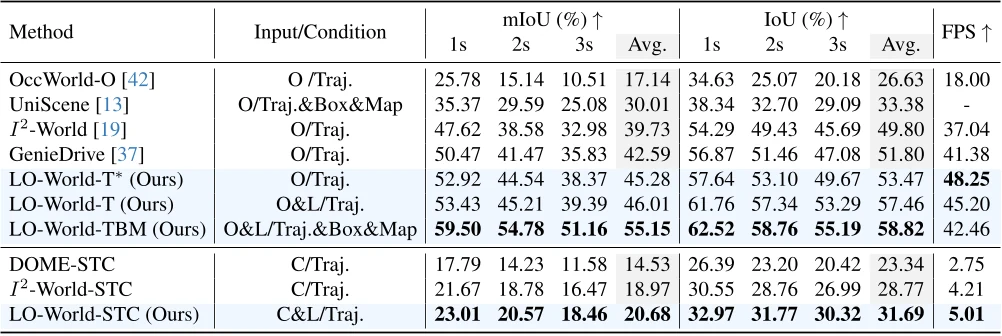 Method Input/Condition mIoU (%) ↑ IoU (%) ↑ FPS ↑
1s 2s 3s Avg. 1s 2s 3s Avg.
OccWorld-O [42] O /Traj. 25.78 15.14 10.51 17.14 34.63 25.07 20.18 26.63 18.00
UniScene [13] O/Traj.&Box&Map 35.37 29.59 25.08 30.01 38.34 32.70 29.09 33.38 -
I²-World [19] O/Traj. 47.62 38.58 32.98 39.73 54.29 49.43 45.69 49.80 37.04
GenieDrive [37] O/Traj. 50.47 41.47 35.83 42.59 56.87 51.46 47.08 51.80 41.38
LO-World-T* (Ours) O/Traj. 52.92 44.54 38.37 45.28 57.64 53.10 49.67 53.47 48.25
LO-World-T (Ours) O&L/Traj. 53.43 45.21 39.39 46.01 61.76 57.34 53.29 57.46 45.20
LO-World-TBM (Ours) O&L/Traj.&Box&Map 59.50 54.78 51.16 55.15 62.52 58.76 55.19 58.82 42.46
DOME-STC C/Traj. 17.79 14.23 11.58 14.53 26.39 23.20 20.42 23.34 2.75
I²-World-STC C/Traj. 21.67 18.78 16.47 18.97 30.55 28.76 26.99 28.77 4.21
LO-World-STC (Ours) C&L/Traj. 23.01 20.57 18.46 20.68 32.97 31.77 30.32 31.69 5.01